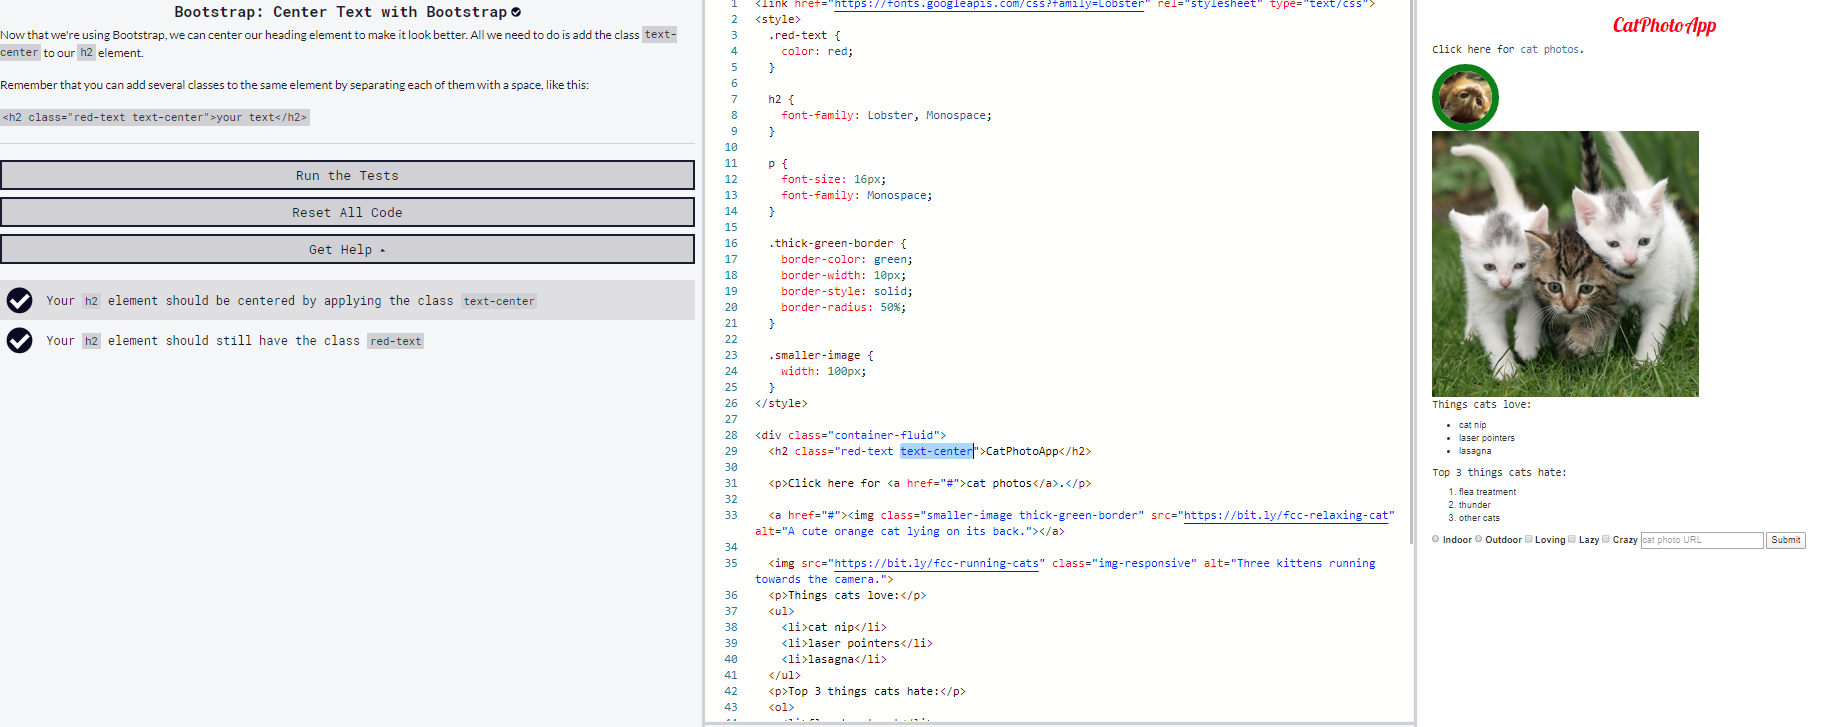 Bootstrap: Center Text with Bootstrap
Now that we're using Bootstrap, we can center our heading element to make it look better. All we need to do is add the class text-
center to our h2 element.
Remember that you can add several classes to the same element by separating each of them with a space, like this:
<h2 class="red-text text-center">your text</h2>
Run the Tests
Reset All Code
Get Help
Your h2 element should be centered by applying the class text-center
Your h2 element should still have the class red-text
1 <link href="https://fonts.googleapis.com/css?family=Lobster" rel="stylesheet" type="text/css">
2 <style>
3 .red-text {
4 color: red;
5 }
6
7 h2 {
8 font-family: Lobster, Monospace;
9 }
10
11 p {
12 font-size: 16px;
13 font-family: Monospace;
14 }
15
16 .thick-green-border {
17 border-color: green;
18 border-width: 10px;
19 border-style: solid;
20 border-radius: 50%;
21 }
22
23 .smaller-image {
24 width: 100px;
25 }
26 </style>
27
28 <div class="container-fluid">
29 <h2 class="red-text text-center">CatPhotoApp</h2>
30
31 <p>Click here for <a href="#">cat photos</a>.</p>
32
33 <a href="#"><img class="smaller-image thick-green-border" src="https://bit.ly/fcc-relaxing-cat"
alt="A cute orange cat lying on its back."></a>
34
35 <img src="https://bit.ly/fcc-running-cats" class="img-responsive" alt="Three kittens running
towards the camera.">
36 <p>Things cats love:</p>
37 <ul>
38 <li>cat nip</li>
39 <li>laser pointers</li>
40 <li>lasagna</li>
41 </ul>
42 <p>Top 3 things cats hate:</p>
43 <ol>
CatPhotoApp
Click here for cat photos.
Things cats love:
cat nip
laser pointers
lasagna
Top 3 things cats hate:
1. flea treatment
2. thunder
3. other cats
Indoor Outdoor Loving Lazy Crazy cat photo URL Submit